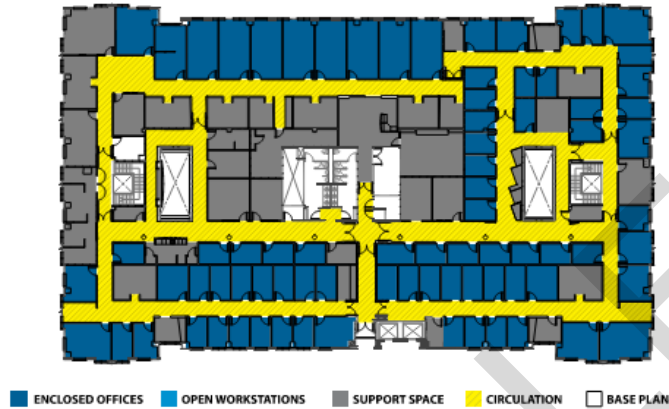 ENCLOSED OFFICES
OPEN WORKSTATIONS
SUPPORT SPACE
CIRCULATION
BASE PLAN